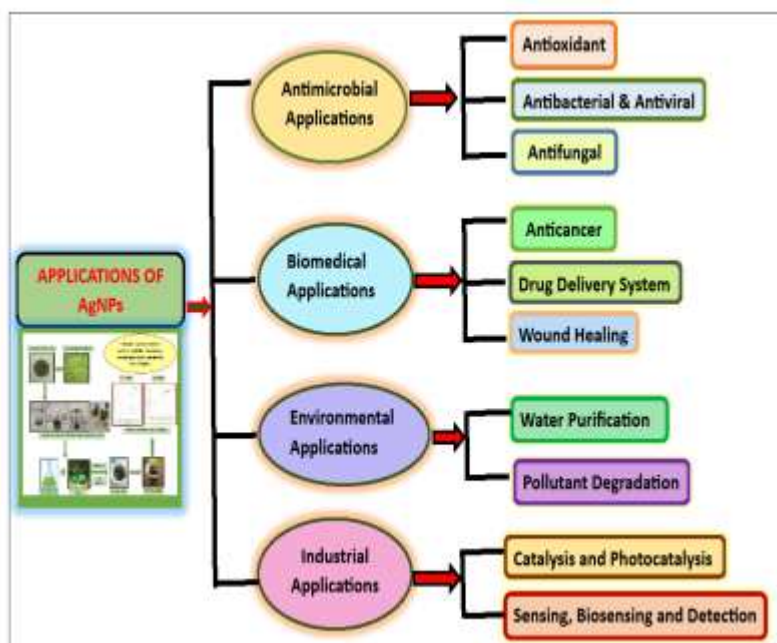 APPLICATIONS OF
AgNPs
Antimicrobial
Applications
Antioxidant
Antibacterial & Antiviral
Antifungal
Biomedical
Applications
Anticancer
Drug Delivery System
Wound Healing
Environmental
Applications
Water Purification
Pollutant Degradation
Industrial
Applications
Catalysis and Photocatalysis
Sensing, Biosensing and Detection